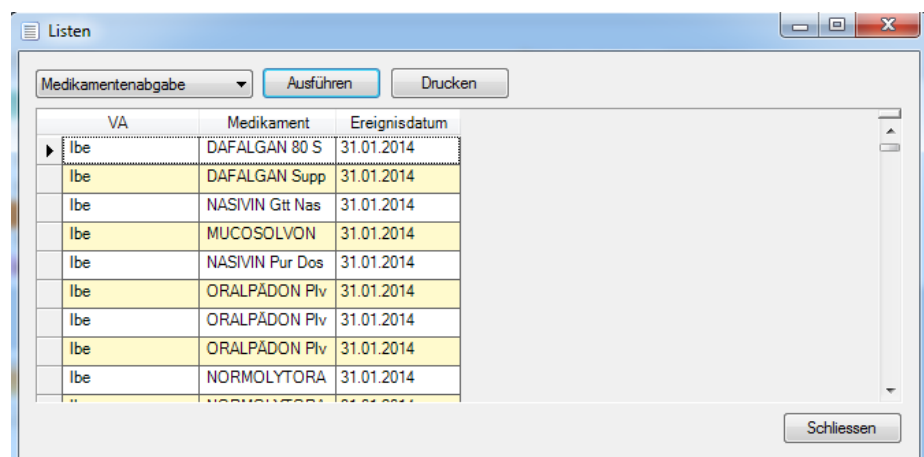 Listen
Medikamentenabgabe Ausführen Drucken
VA Medikament Ereignisdatum
Ibe DAFALGAN 80 S 31.01.2014
Ibe DAFALGAN Supp 31.01.2014
Ibe NASIVIN Gtt Nas 31.01.2014
Ibe MUCOSOLVON 31.01.2014
Ibe NASIVIN Pur Dos 31.01.2014
Ibe ORALPÄDON Plv 31.01.2014
Ibe ORALPÄDON Plv 31.01.2014
Ibe ORALPÄDON Plv 31.01.2014
Ibe NORMOLYTORA 31.01.2014
Schliessen